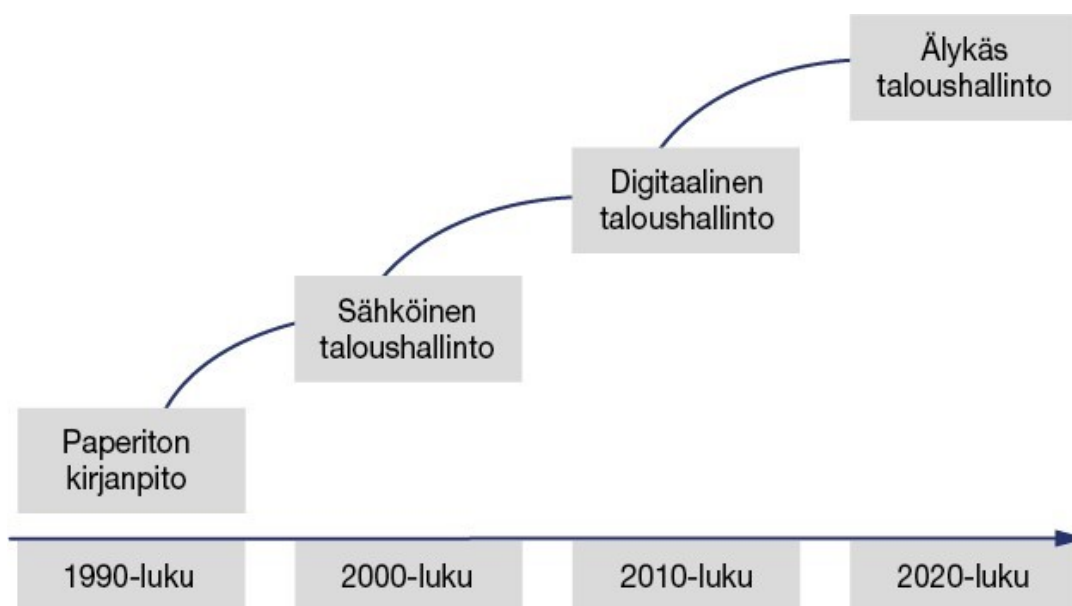 Älykäs
taloushallinto
Digitaalinen
taloushallinto
Sähköinen
taloushallinto
Paperiton
kirjanpito
1990-luku
2000-luku
2010-luku
2020-luku